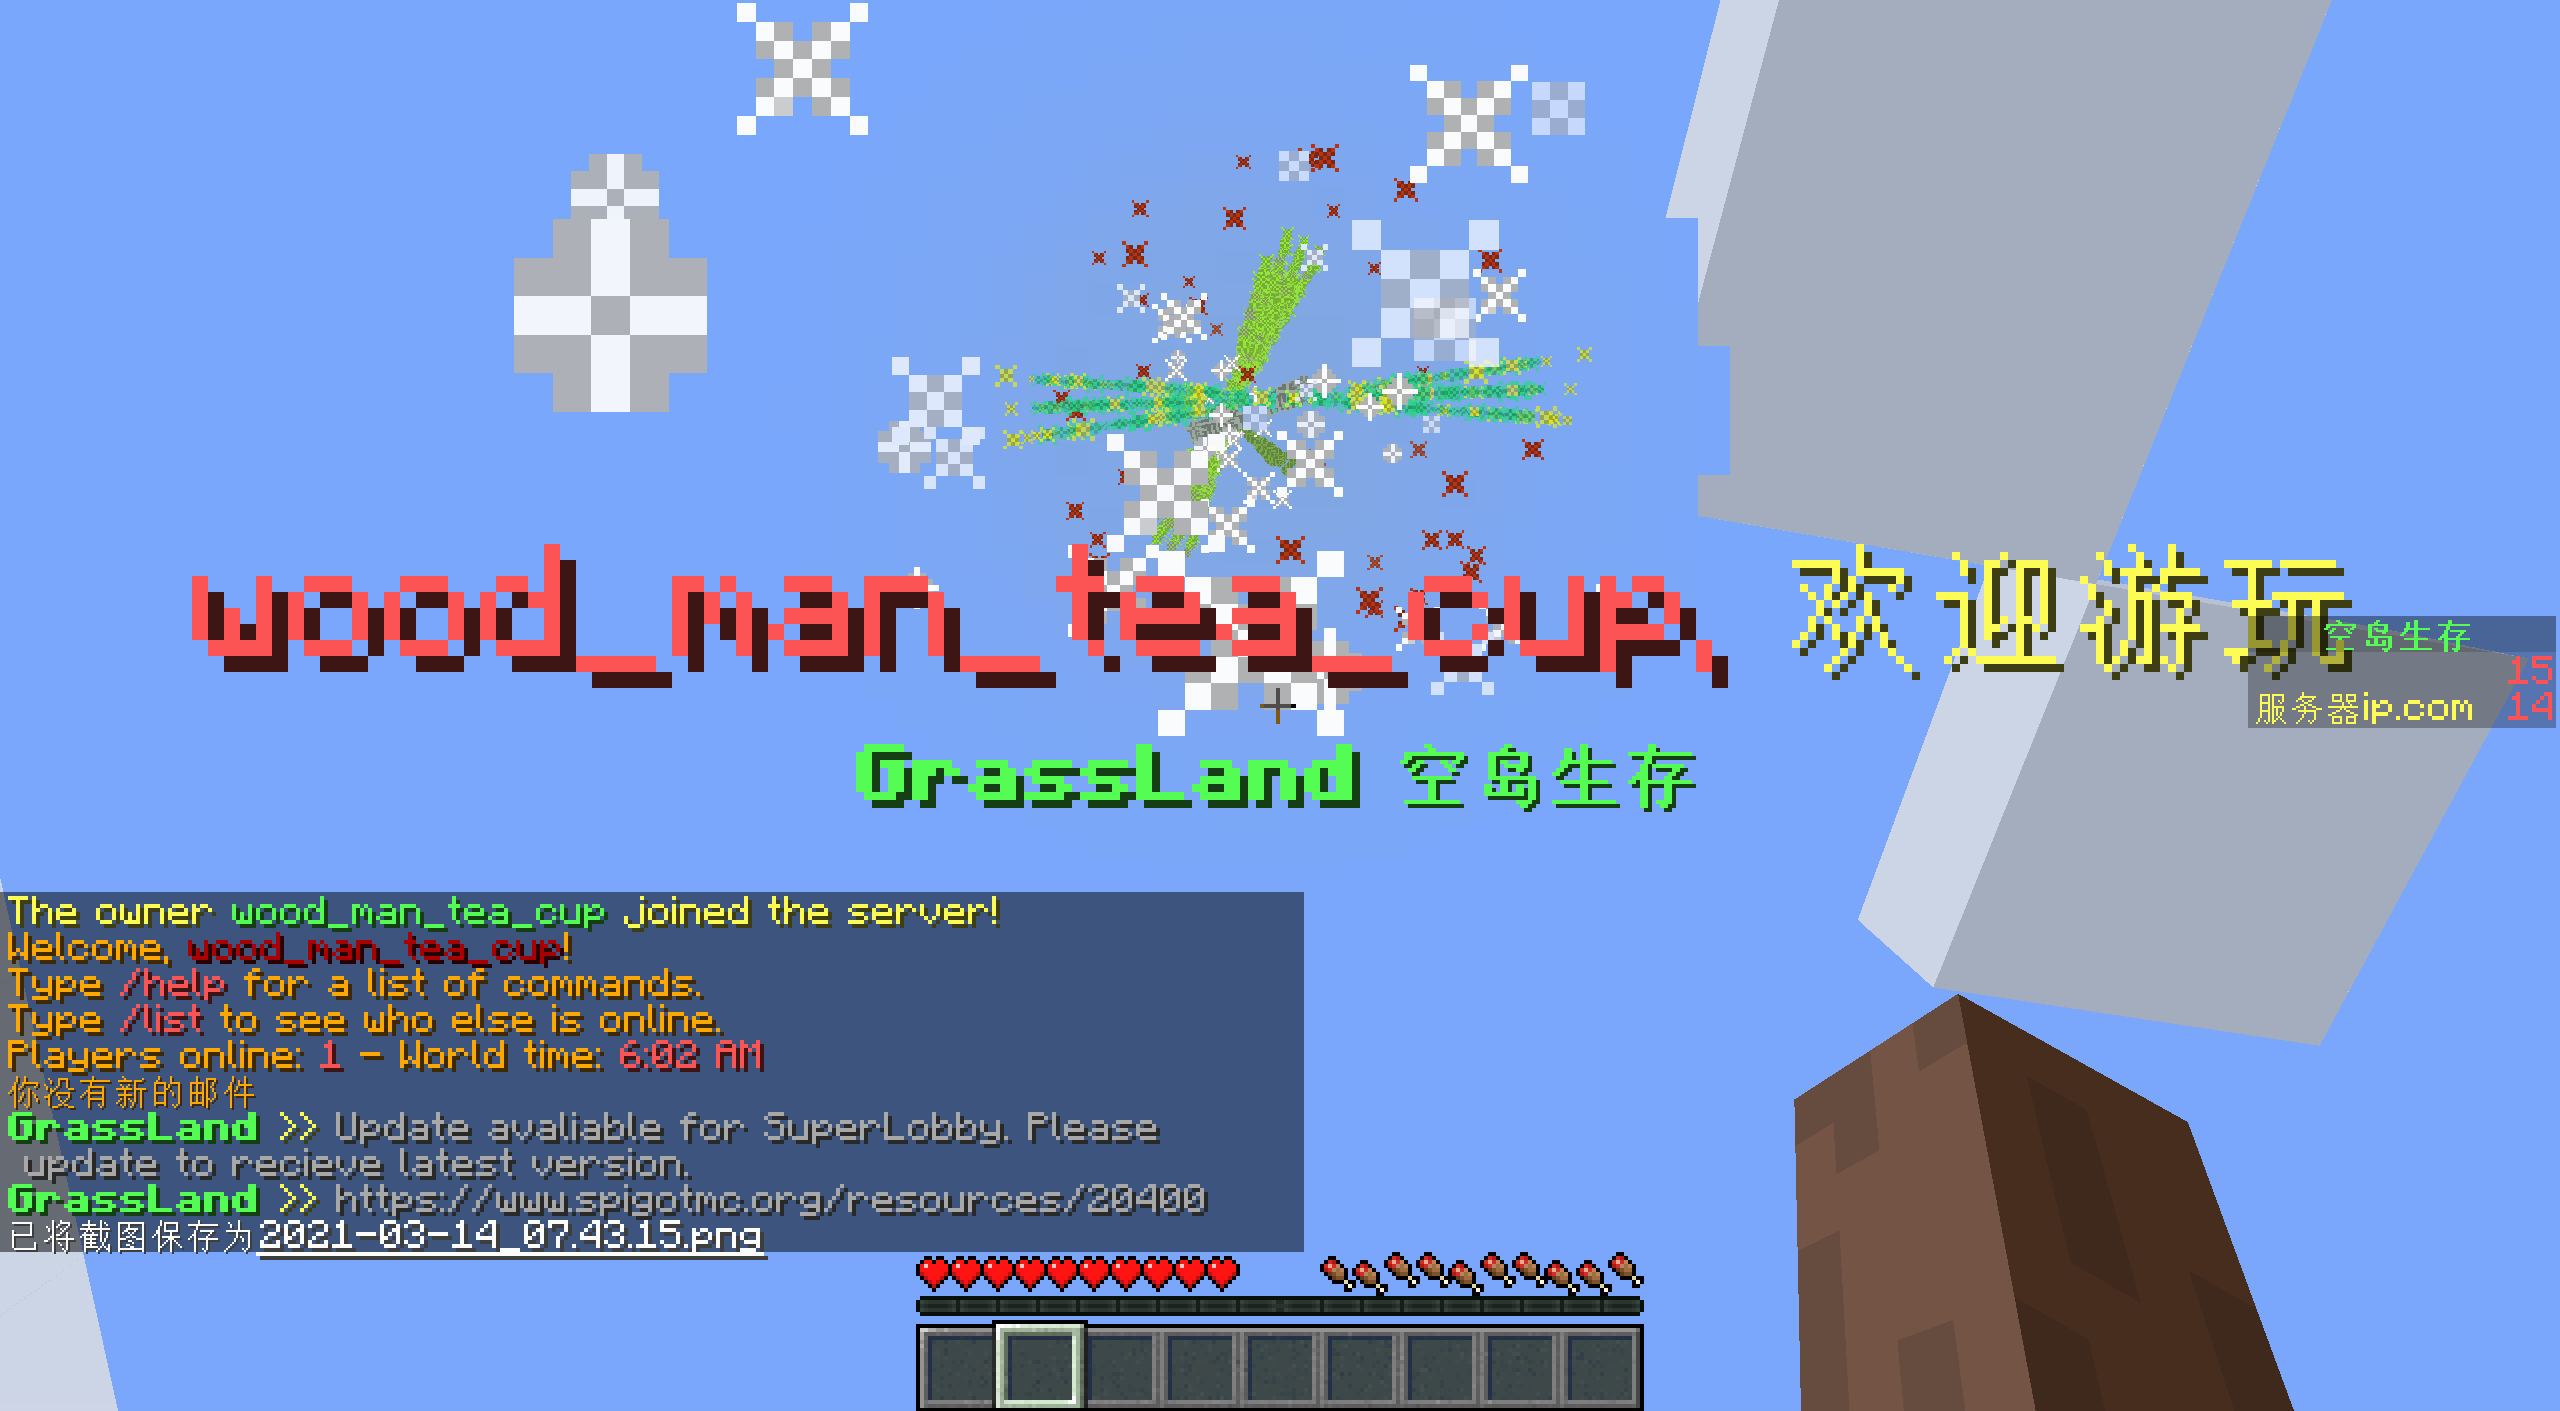 wood_man_tea_cup, 欢迎游玩
空岛生存
15
服务器ip.com 14
GrassLand 空岛生存
The owner wood_man_tea_cup joined the server!
Welcome, wood_man_tea_cup!
Type /help for a list of commands.
Type /list to see who else is online.
Players online: 1 - World time: 6:02 AM
你没有新的邮件
GrassLand >> Update avaliable for SuperLobby. Please
update to recieve latest version.
GrassLand >> https://www.spigotmc.org/resources/20400
已将截图保存为2021-03-14_07.43.15.png